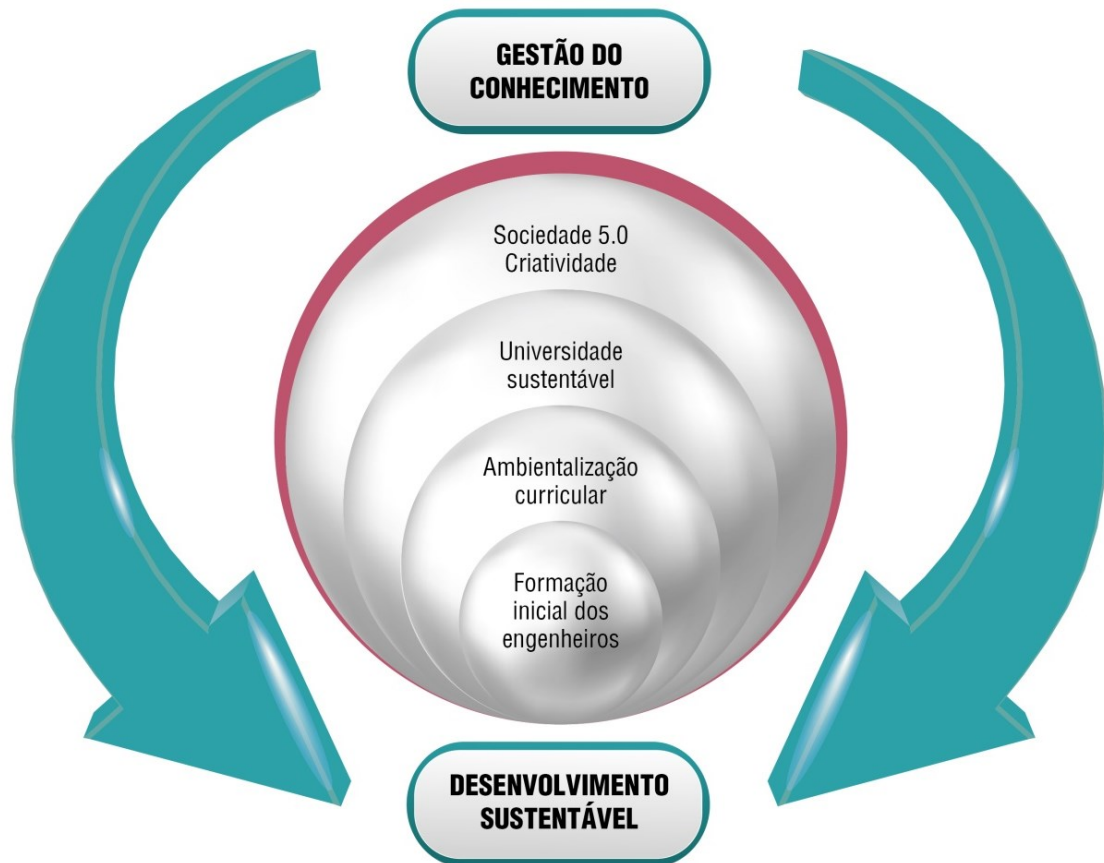 GESTÃO DO
CONHECIMENTO
Sociedade 5.0
Criatividade
Universidade
sustentável
Ambientalização
curricular
Formação
inicial dos
engenheiros
DESENVOLVIMENTO
SUSTENTÁVEL